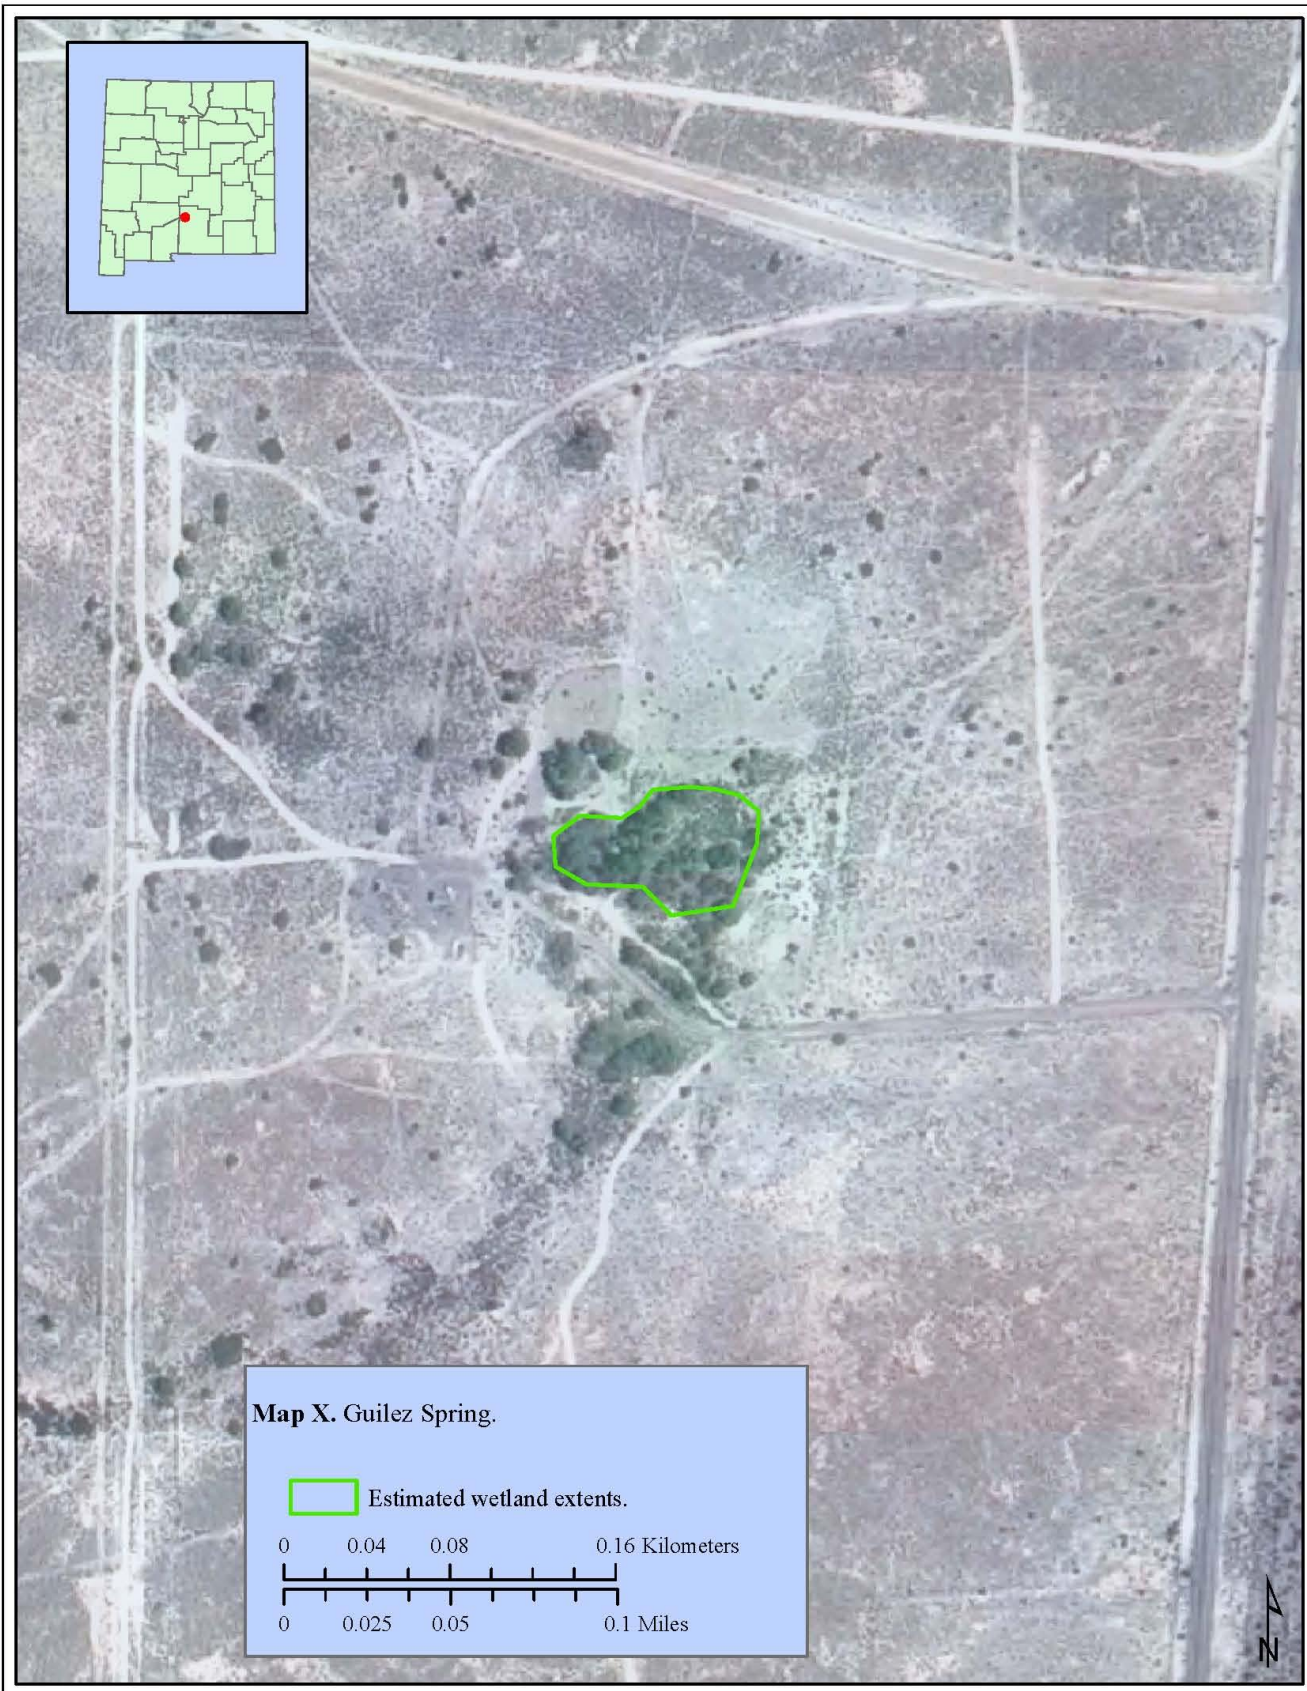 Map X. Guilez Spring.
Estimated wetland extents.
0 0.04 0.08 0.16 Kilometers
0 0.025 0.05 0.1 Miles
N